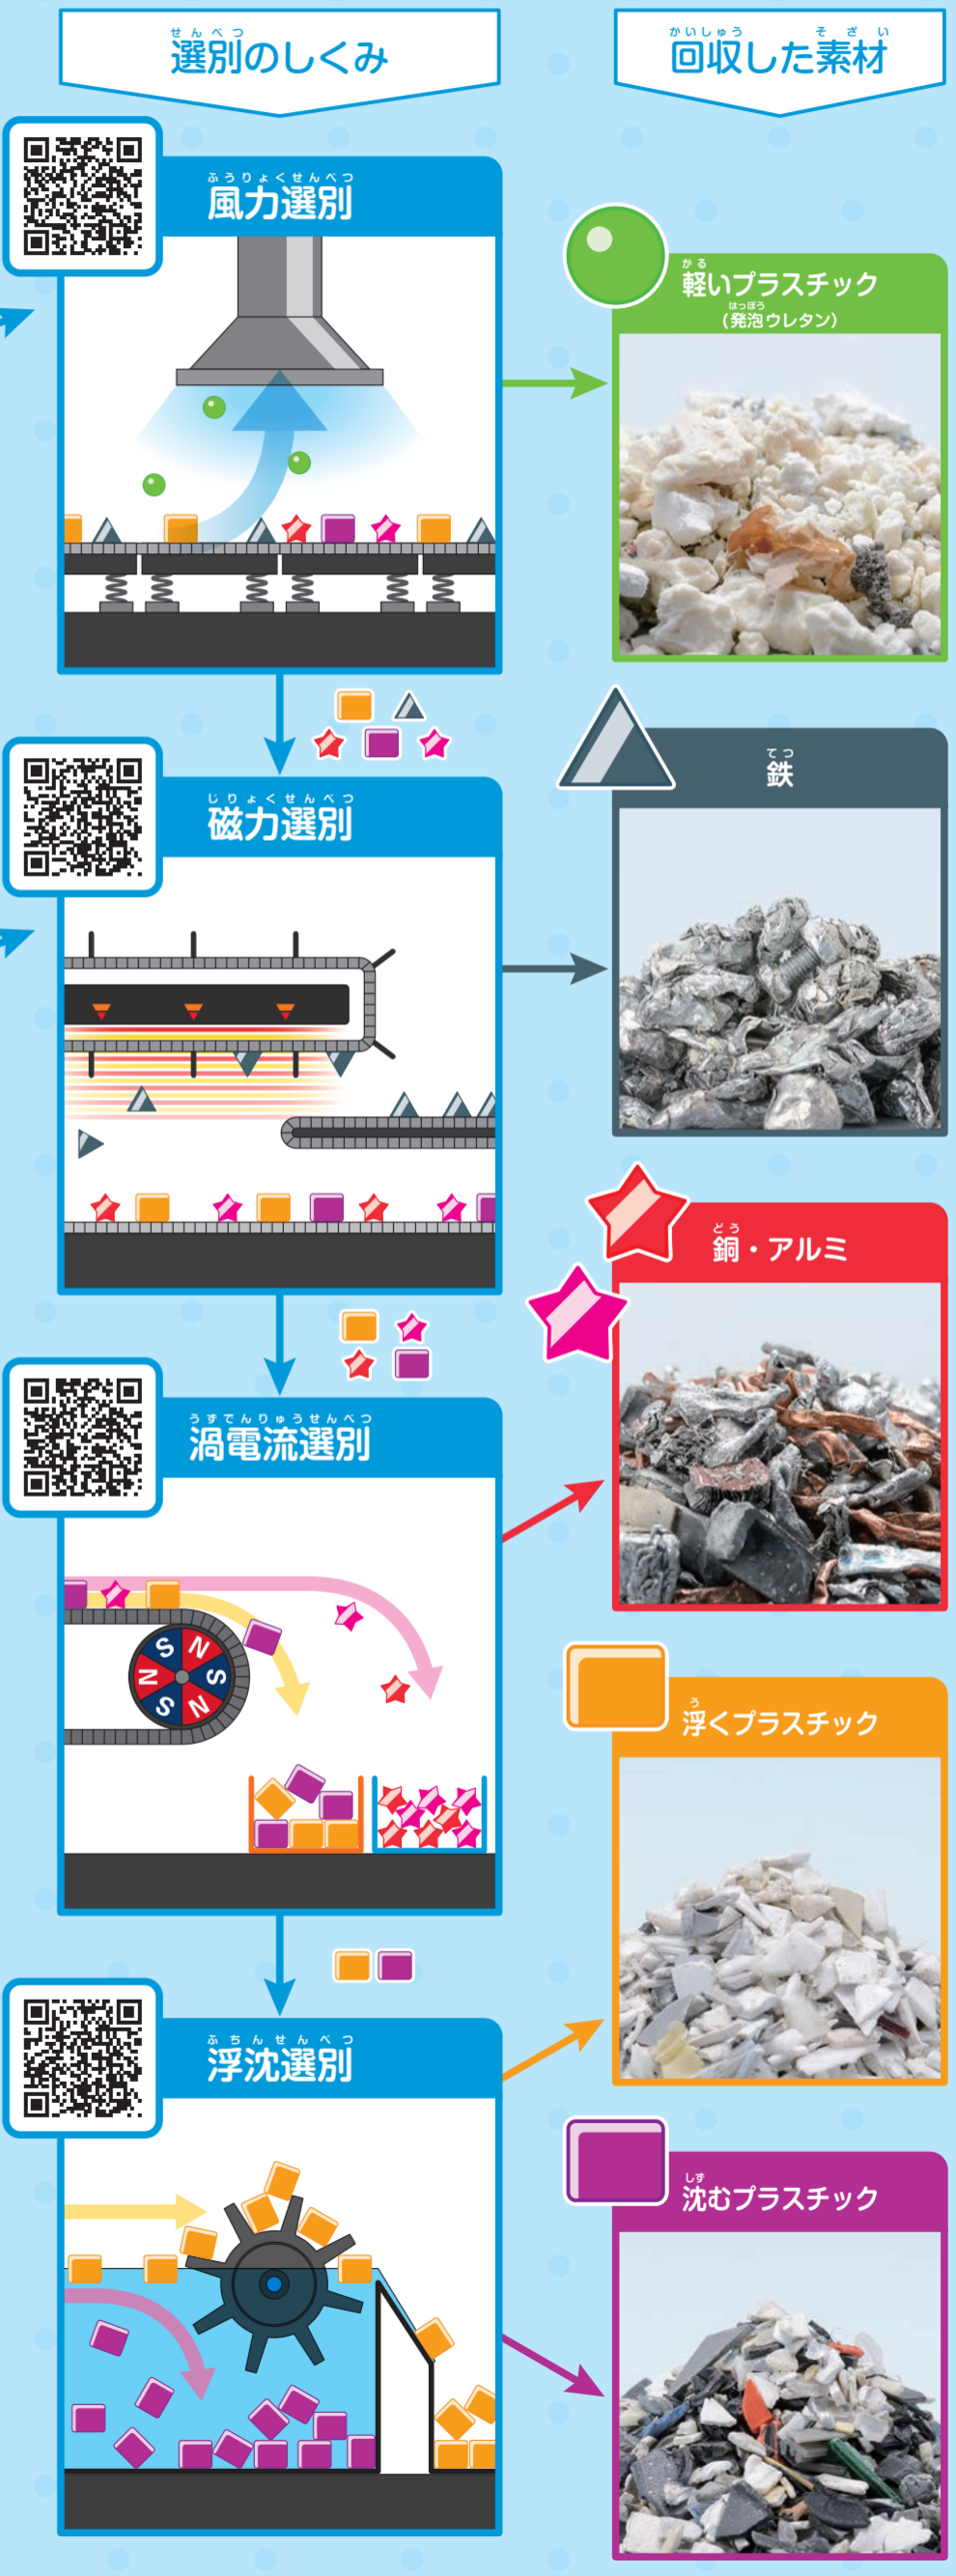 せんべつ
選別のしくみ
かいしゅう そざい
回収した素材
ふうりょくせんべつ
風力選別
かる
軽いプラスチック
はっぽう
(発泡ウレタン)
じりょくせんべつ
磁力選別
てつ
鉄
どう
銅・アルミ
うずでんりゅうせんべつ
渦電流選別
S N
N S
S N
う
浮くプラスチック
ふちんせんべつ
浮沈選別
しず
沈むプラスチック